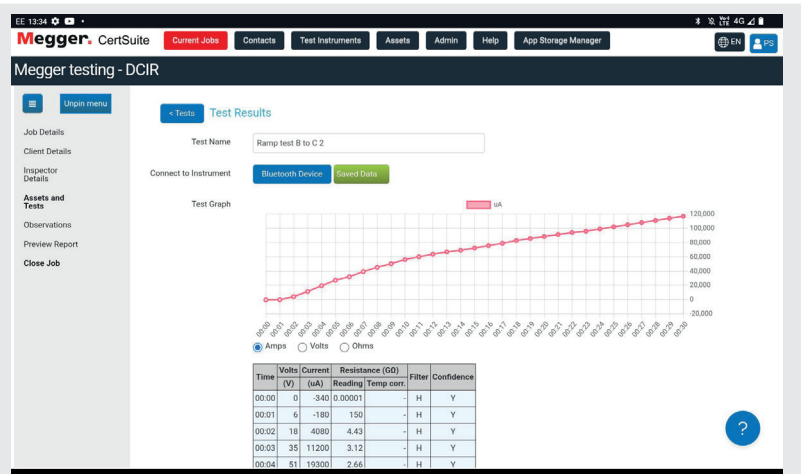 EE 13:34
4G
Megger. CertSuite
Current Jobs Contacts Test Instruments Assets Admin Help App Storage Manager EN PS
Megger testing - DCIR
Unpin menu
Job Details
Client Details
Inspector
Details
Assets and
Tests
Observations
Preview Report
Close Job
< Tests Test Results
Test Name Ramp test B to C 2
Connect to Instrument Bluetooth Device Saved Data
Test Graph uA
120,000
100,000
80,000
60,000
40,000
20,000
0
-20,000
00:00 00:01 00:02 00:03 00:04 00:05 00:06 00:07 00:08 00:09 00:10 00:11 00:12 00:13 00:14 00:15 00:16 00:17 00:18 00:19 00:20 00:21 00:22 00:23 00:24 00:25 00:26 00:27 00:28 00:29 00:30
Amps Volts Ohms
Time Volts Current Resistance (GΩ) Filter Confidence
(V) (uA) Reading Temp corr.
00:00 0 -340 0.00001 - H Y
00:01 6 -180 150 - H Y
00:02 18 4080 4.43 - H Y
00:03 35 11200 3.12 - H Y
00:04 51 19300 2.66 - H Y
?